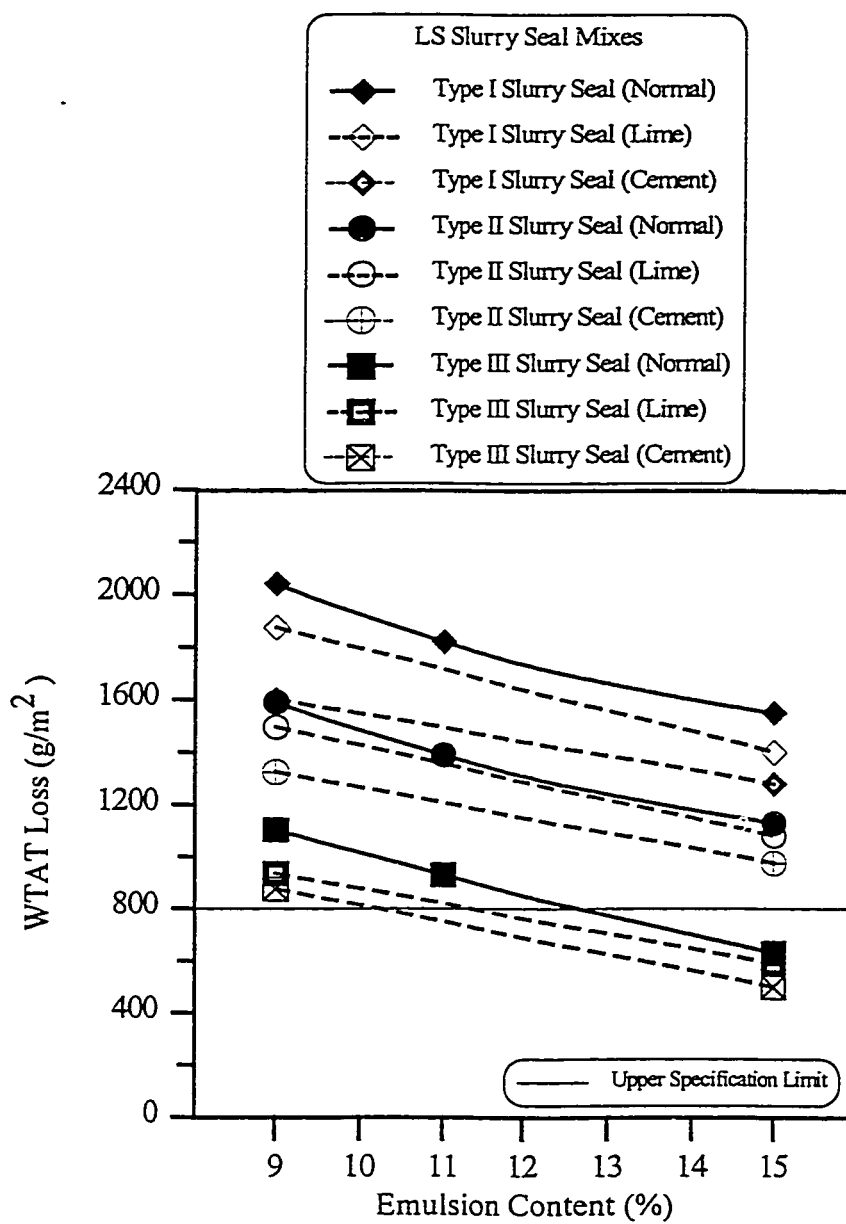 LS Slurry Seal Mixes
Type I Slurry Seal (Normal)
Type I Slurry Seal (Lime)
Type I Slurry Seal (Cement)
Type II Slurry Seal (Normal)
Type II Slurry Seal (Lime)
Type II Slurry Seal (Cement)
Type III Slurry Seal (Normal)
Type III Slurry Seal (Lime)
Type III Slurry Seal (Cement)
2400
2000
1600
1200
800
400
0
WTAT Loss (g/m²)
Upper Specification Limit
9 10 11 12 13 14 15
Emulsion Content (%)